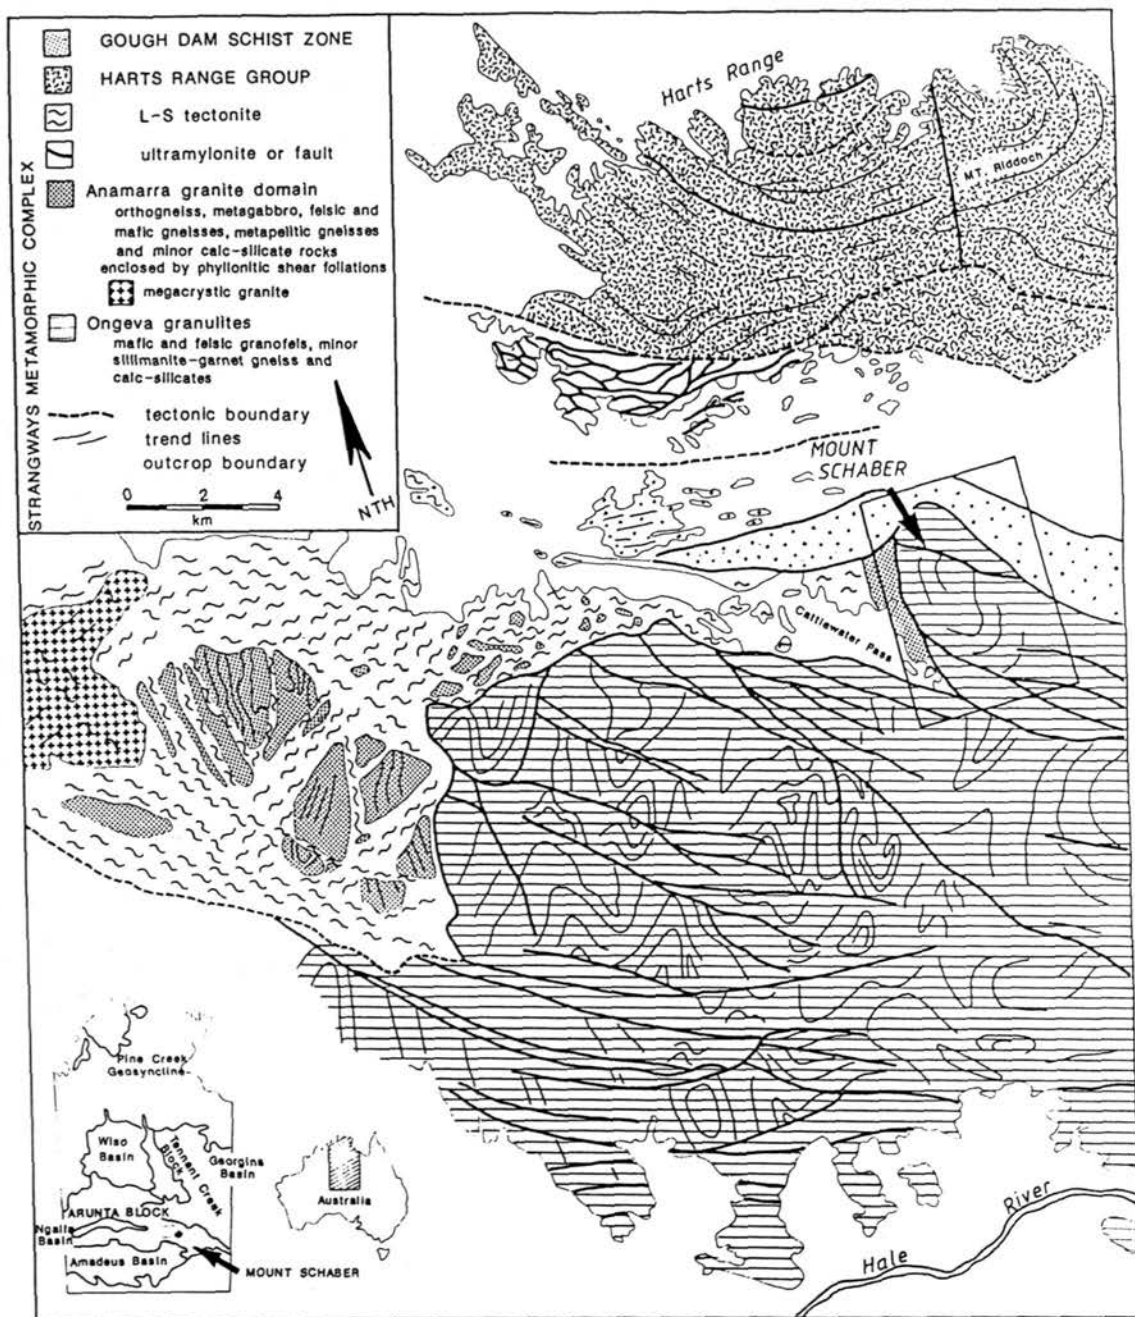 STRANGWAYS METAMORPHIC COMPLEX
GOUGH DAM SCHIST ZONE
HARTS RANGE GROUP
L-S tectonite
ultramylonite or fault
Anamarra granite domain
orthogneiss, metagabbro, felsic and
mafic gneisses, metapelitic gneisses
and minor calc-silicate rocks
enclosed by phyllonitic shear foliations
megacrystic granite
Ongeva granulites
mafic and felsic granofels, minor
sillimanite-garnet gneiss and
calc-silicates
tectonic boundary
trend lines
outcrop boundary
0 2 4
km
NTH
Harts Range
MT. Riddoch
MOUNT
SCHABER
Cattlewater Pass
Pine Creek
Geosyncline
Wiso
Basin
Tennant Creek
Block
Georgina
Basin
ARUNTA BLOCK
Ngalia
Basin
Amadeus Basin
MOUNT SCHABER
Australia
Hale River